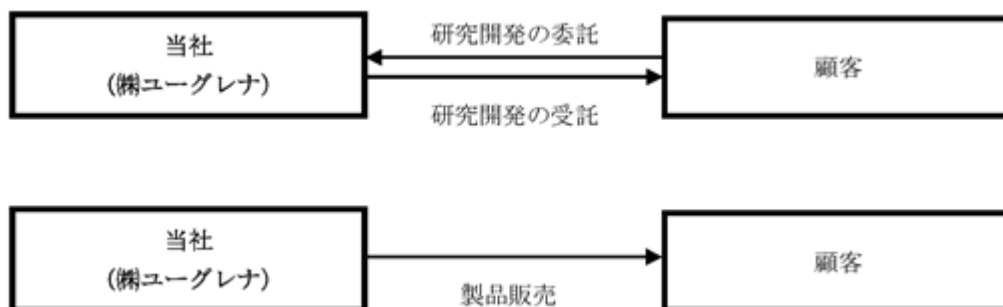 当社
(㈱ユーグレナ)
研究開発の委託
研究開発の受託
顧客
当社
(㈱ユーグレナ)
製品販売
顧客